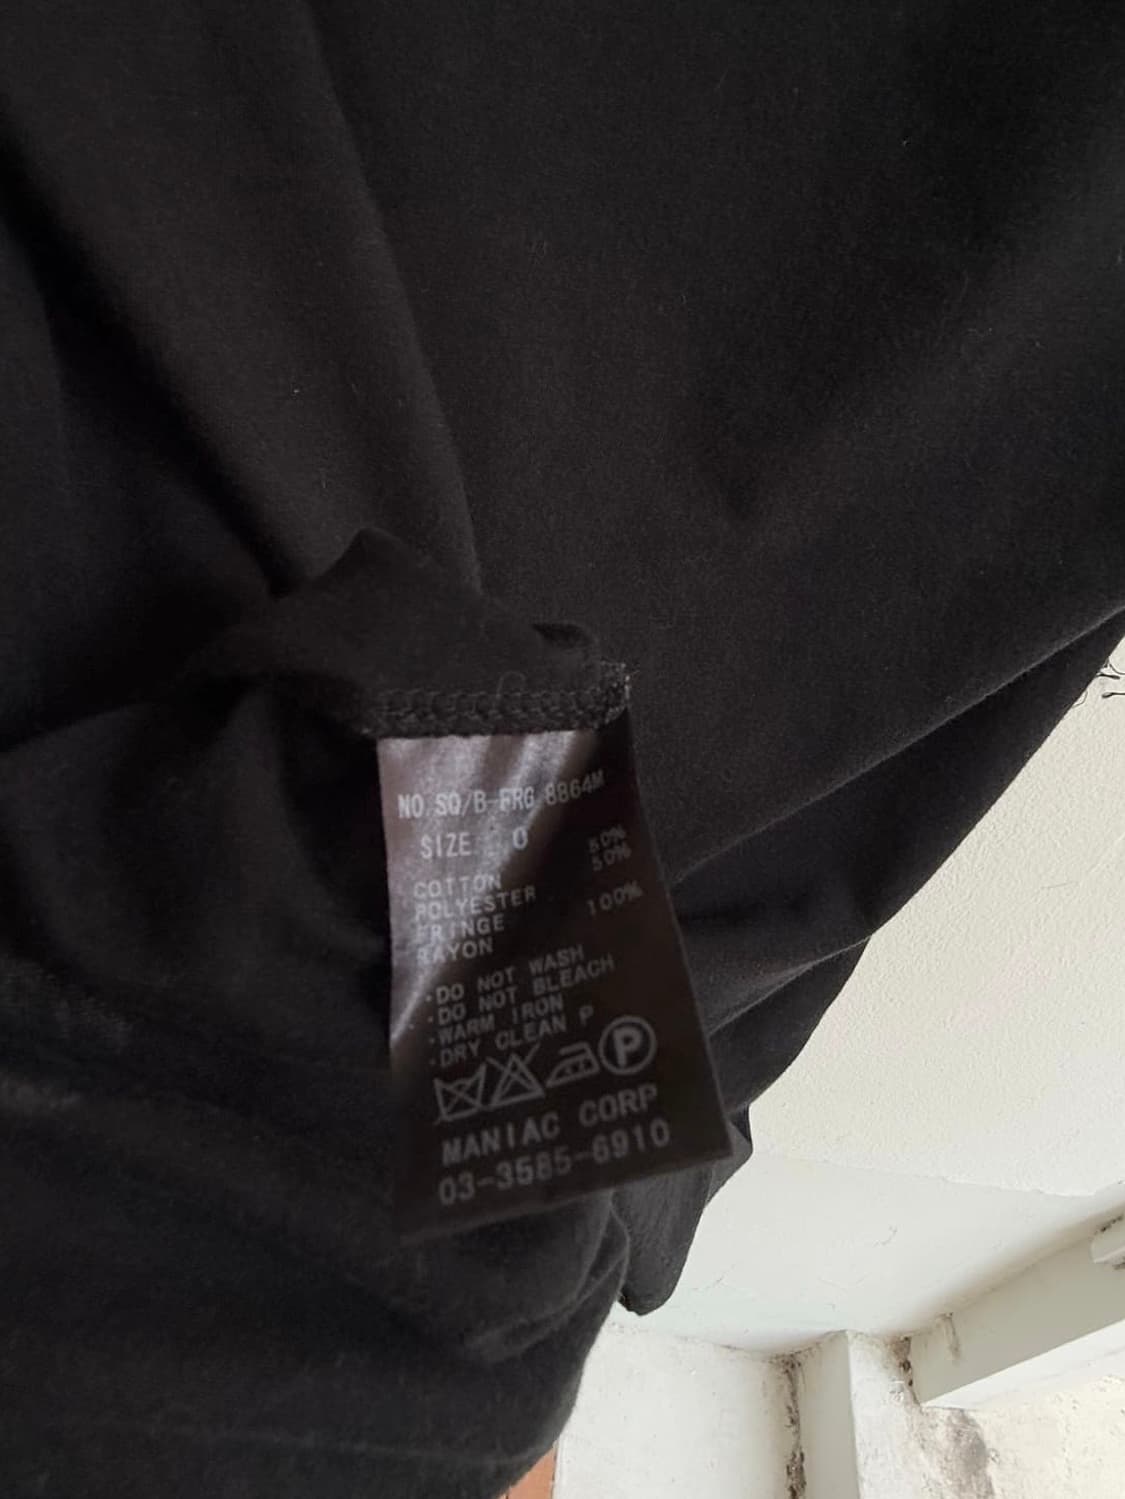 NO.SQ/B-FRG 8864M
SIZE : 0
COTTON 50%
POLYESTER 50%
FRINGE
RAYON 100%
·DO NOT WASH
·DO NOT BLEACH
·WARM IRON
·DRY CLEAN P
P
MANIAC CORP
03-3585-6910